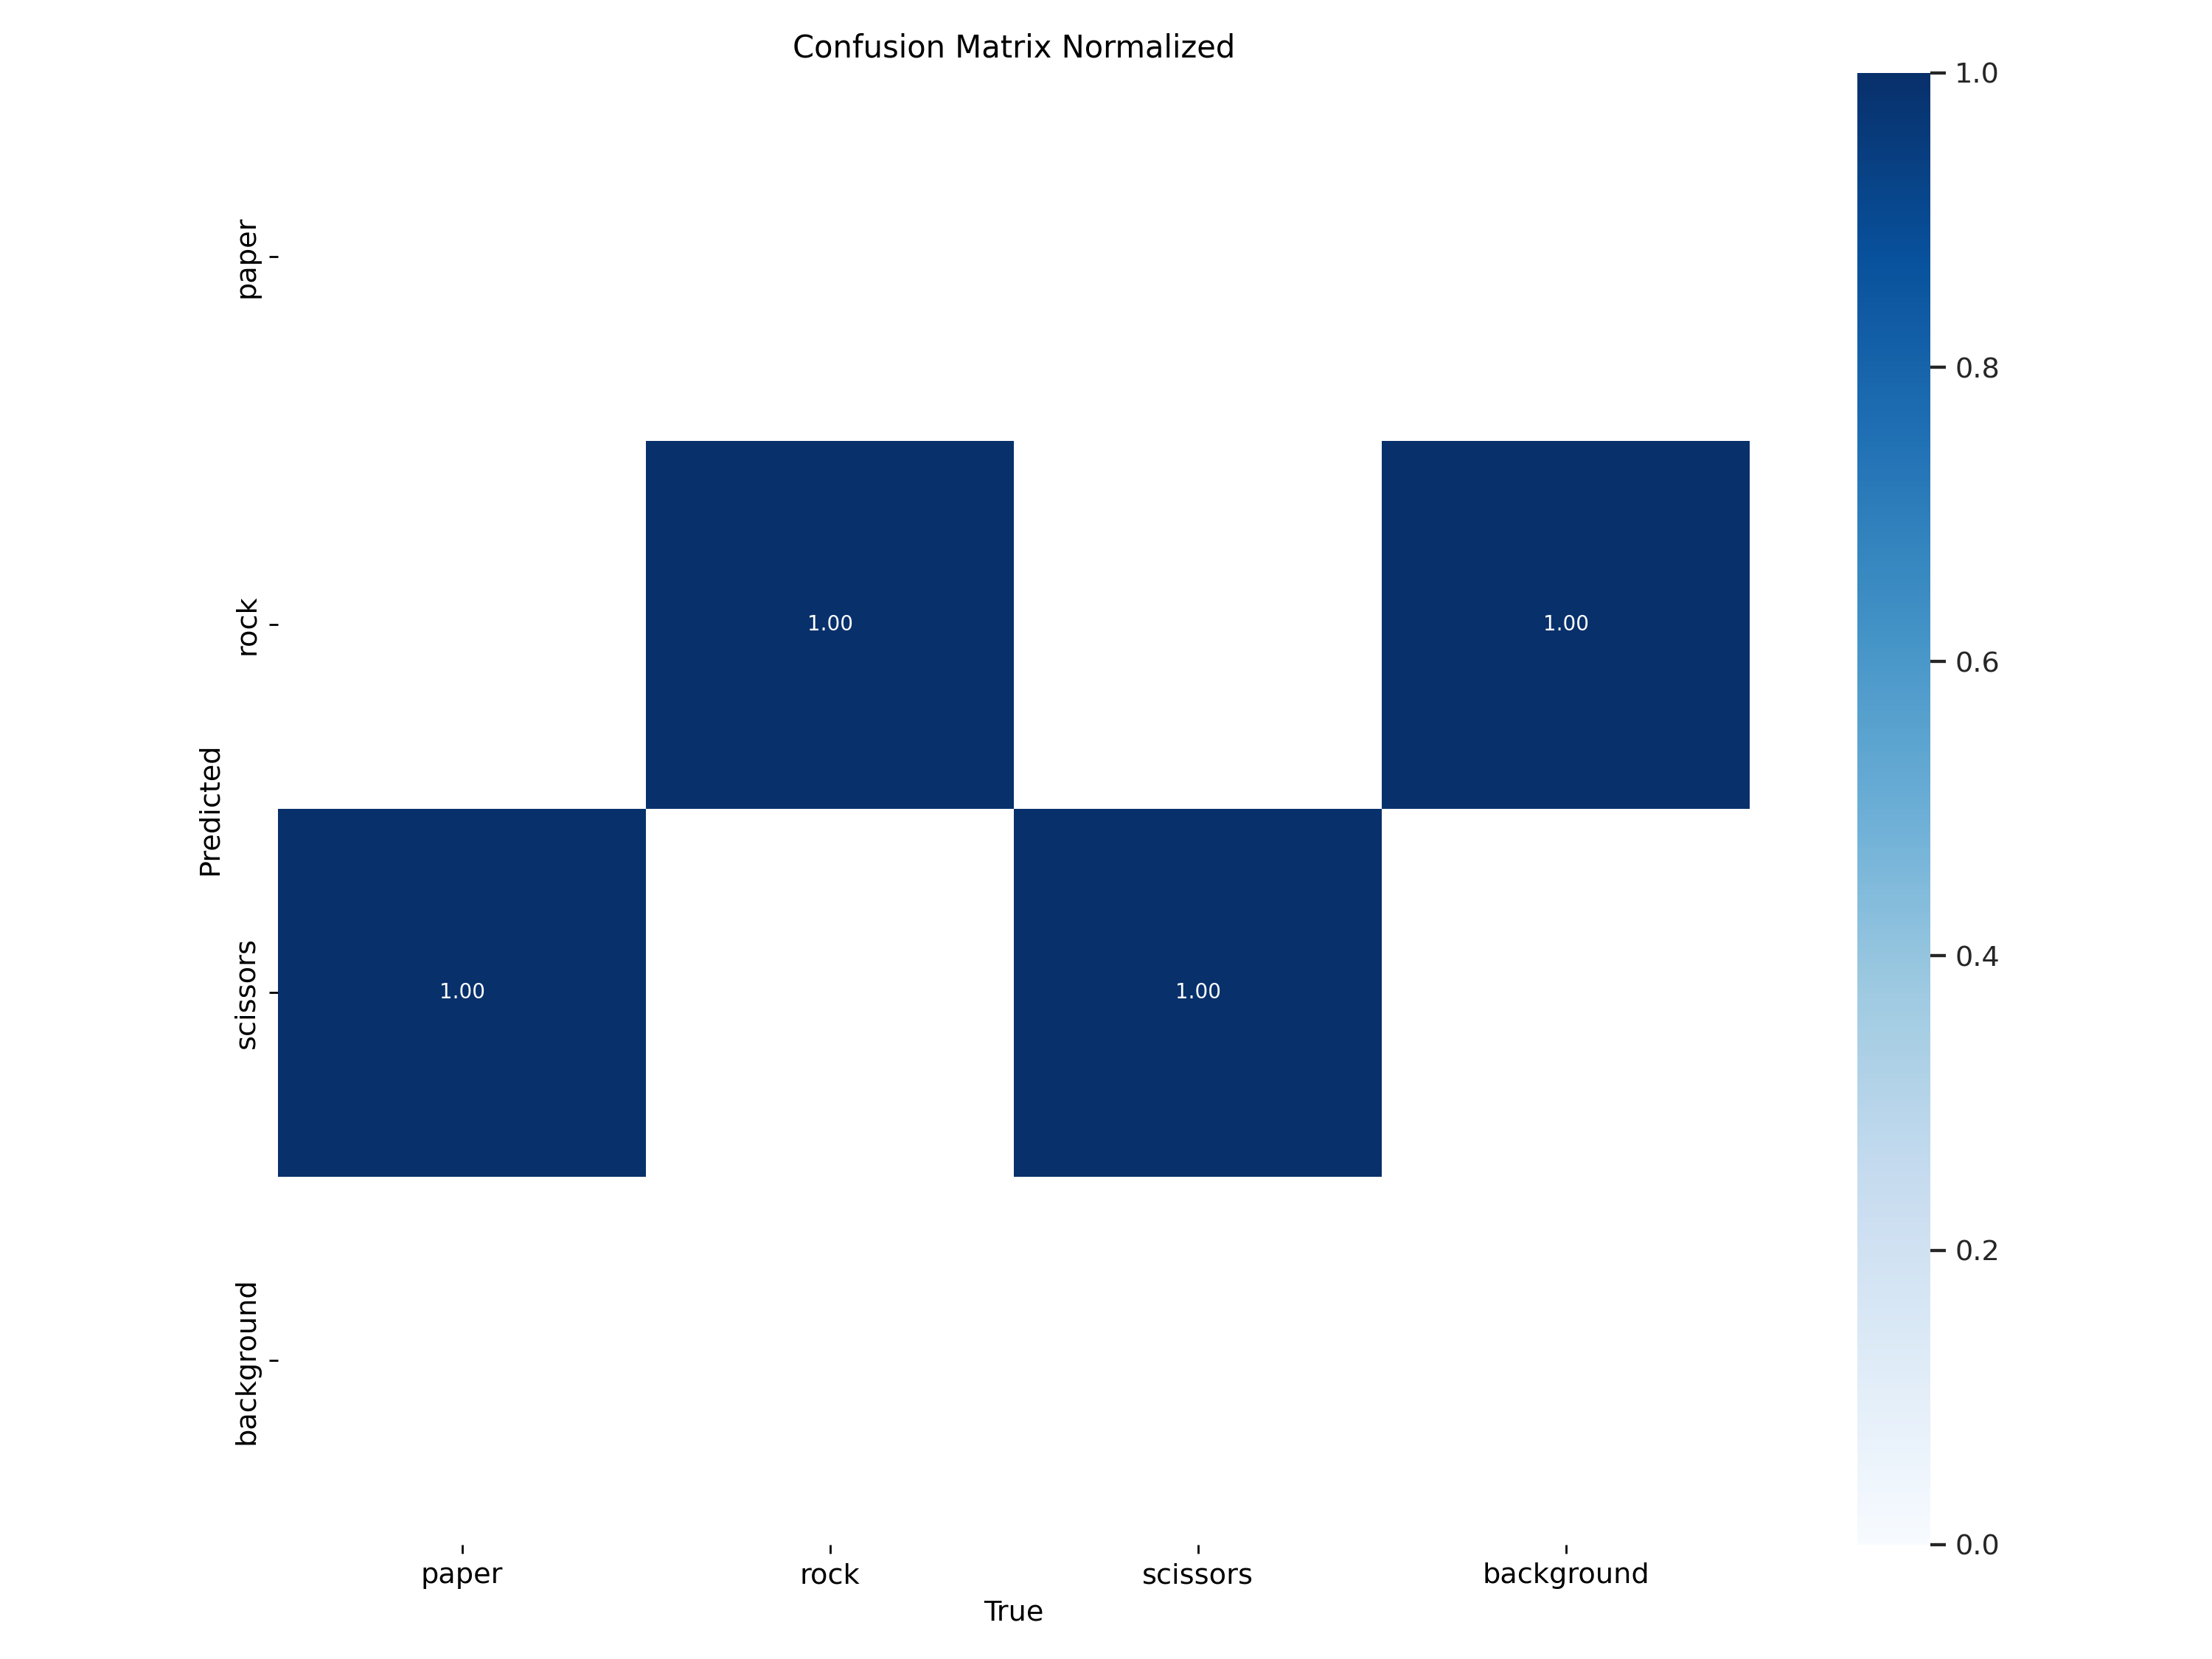 Confusion Matrix Normalized
1.0
0.8
0.6
0.4
0.2
0.0
Predicted
paper
rock
scissors
background
1.00
1.00
1.00
1.00
paper
rock
scissors
background
True